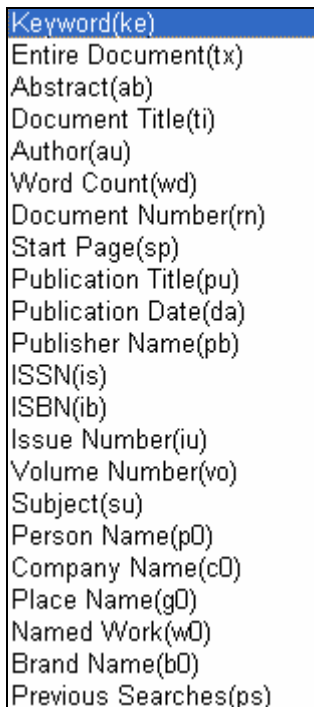 Keyword(ke)
Entire Document(tx)
Abstract(ab)
Document Title(ti)
Author(au)
Word Count(wd)
Document Number(rn)
Start Page(sp)
Publication Title(pu)
Publication Date(da)
Publisher Name(pb)
ISSN(is)
ISBN(ib)
Issue Number(iu)
Volume Number(vo)
Subject(su)
Person Name(p0)
Company Name(c0)
Place Name(g0)
Named Work(w0)
Brand Name(b0)
Previous Searches(ps)